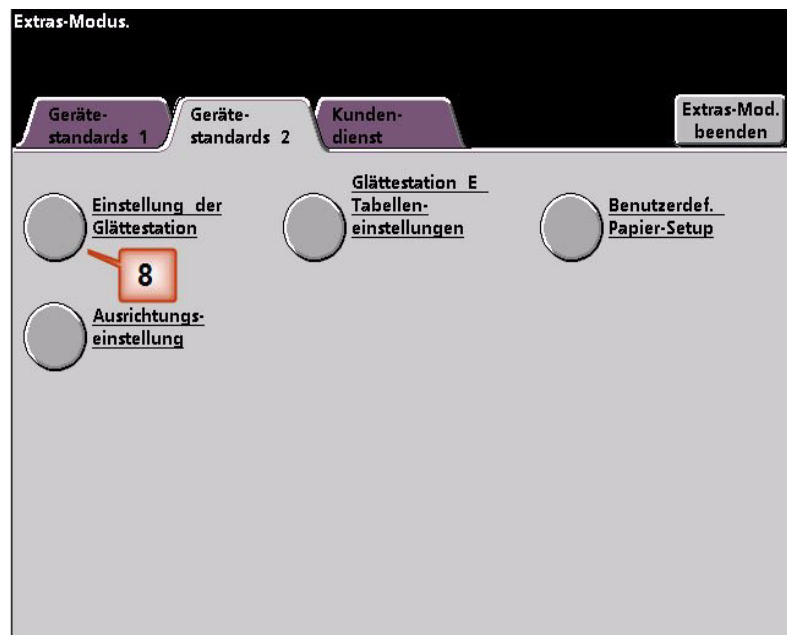 Extras-Modus.
Geräte-
standards 1
Geräte-
standards 2
Kunden-
dienst
Extras-Mod.
beenden
Einstellung der
Glättestation
8
Glättestation E
Tabellen-
einstellungen
Benutzerdef.
Papier-Setup
Ausrichtungs-
einstellung